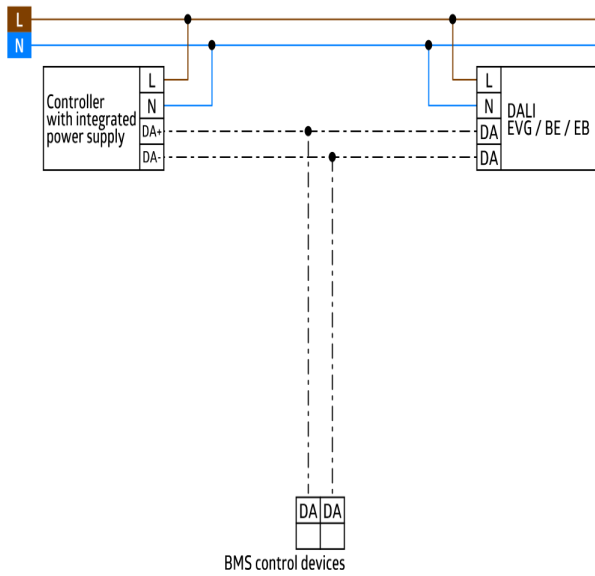 L
N
Controller
with integrated
power supply
L
N
DA+
DA-
L
N
DA
DA
DALI
EVG / BE / EB
DA DA
BMS control devices